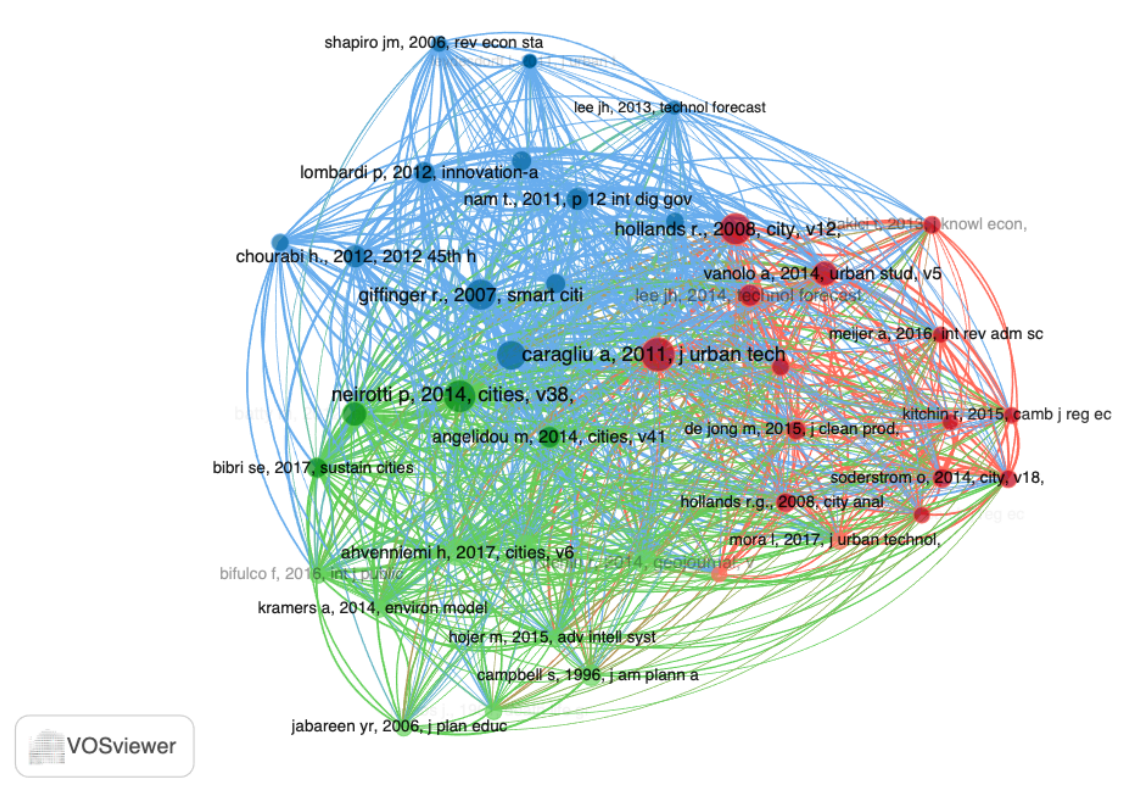 shapiro jm, 2006, rev econ sta
lee jh, 2013, technol forecast
lombardi p, 2012, innovation-a
nam t., 2011, p 12 int dig gov
hollands r., 2008, city, v12,
knowl econ,
chourabi h., 2012, 2012 45th h
vanolo a, 2014, urban stud, v5
giffinger r., 2007, smart citi
lee jh, 2014, technol forecast
meijer a, 2016, int rev adm sc
caragliu a, 2011, j urban tech
neirotti p, 2014, cities, v38,
kitchin r, 2015, camb j reg ec
de jong m, 2015, j clean prod,
angelidou m, 2014, cities, v41
bibri se, 2017, sustain cities
soderstrom o, 2014, city, v18,
hollands r.g., 2008, city anal
mora l, 2017, j urban technol,
ahvenniemi h, 2017, cities, v6
kitchin r, 2014, geojournal, v
bifulco f, 2016, int j public
kramers a, 2014, environ model
hojer m, 2015, adv intell syst
campbell s, 1996, j am plann a
jabareen yr, 2006, j plan educ
VOSviewer